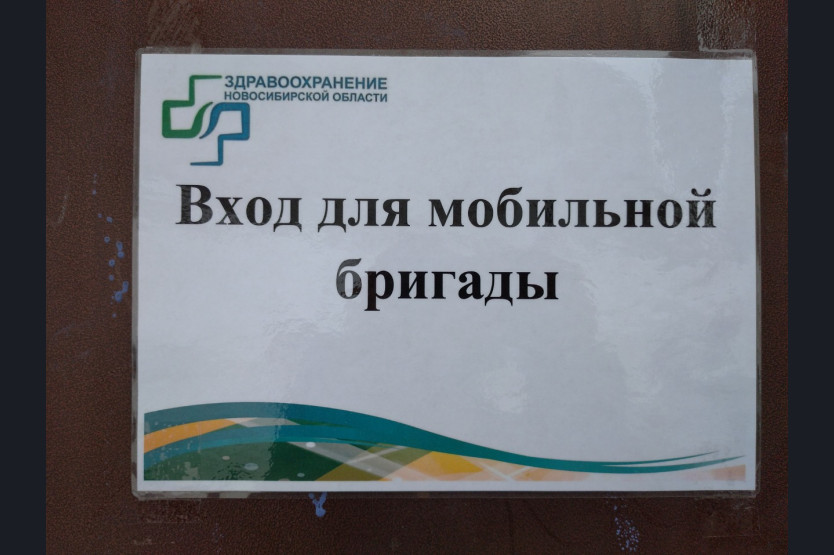 ЗДРАВООХРАНЕНИЕ
НОВОСИБИРСКОЙ ОБЛАСТИ
Вход для мобильной
бригады